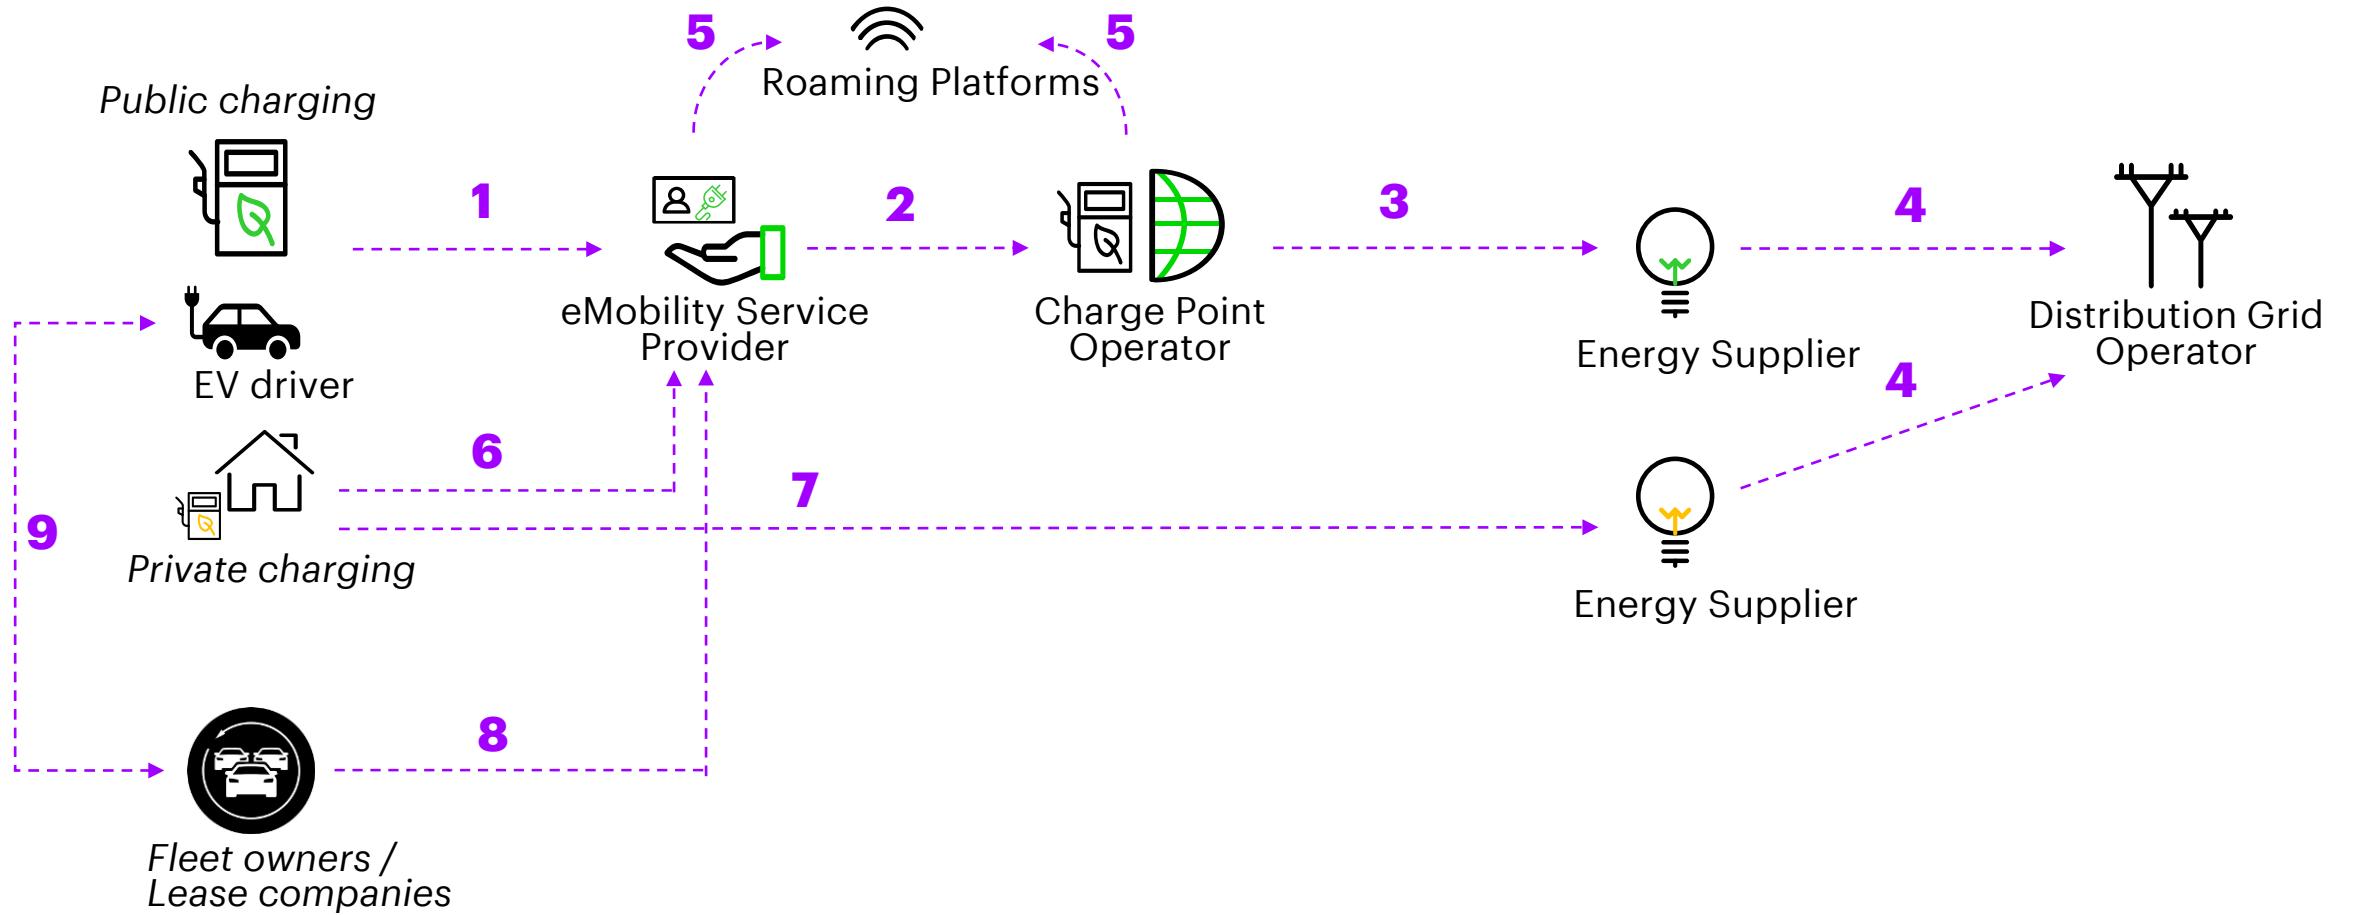 5
5
Roaming Platforms
Public charging
1
2
3
4
eMobility Service
Provider
Charge Point
Operator
Energy Supplier
Distribution Grid
Operator
EV driver
4
6
7
9
Private charging
Energy Supplier
8
Fleet owners /
Lease companies